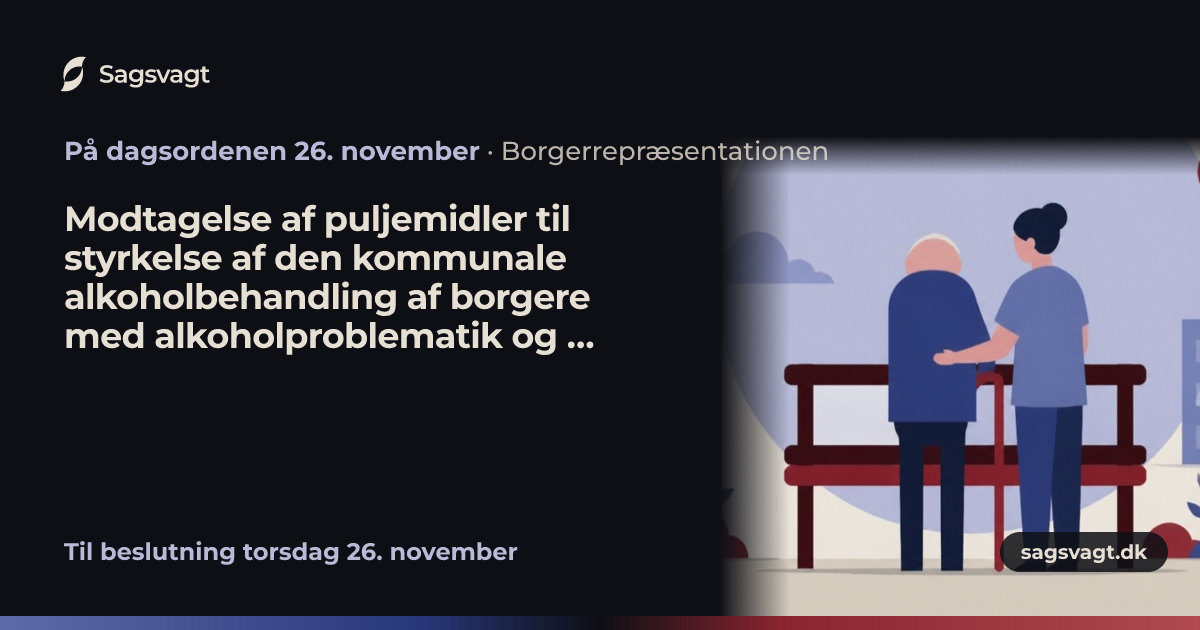 Sagsvagt
På dagsordenen 26. november · Borgerrepræsentationen
Modtagelse af puljemidler til
styrkelse af den kommunale
alkoholbehandling af borgere
med alkoholproblematik og ...
Til beslutning torsdag 26. november
sagsvagt.dk